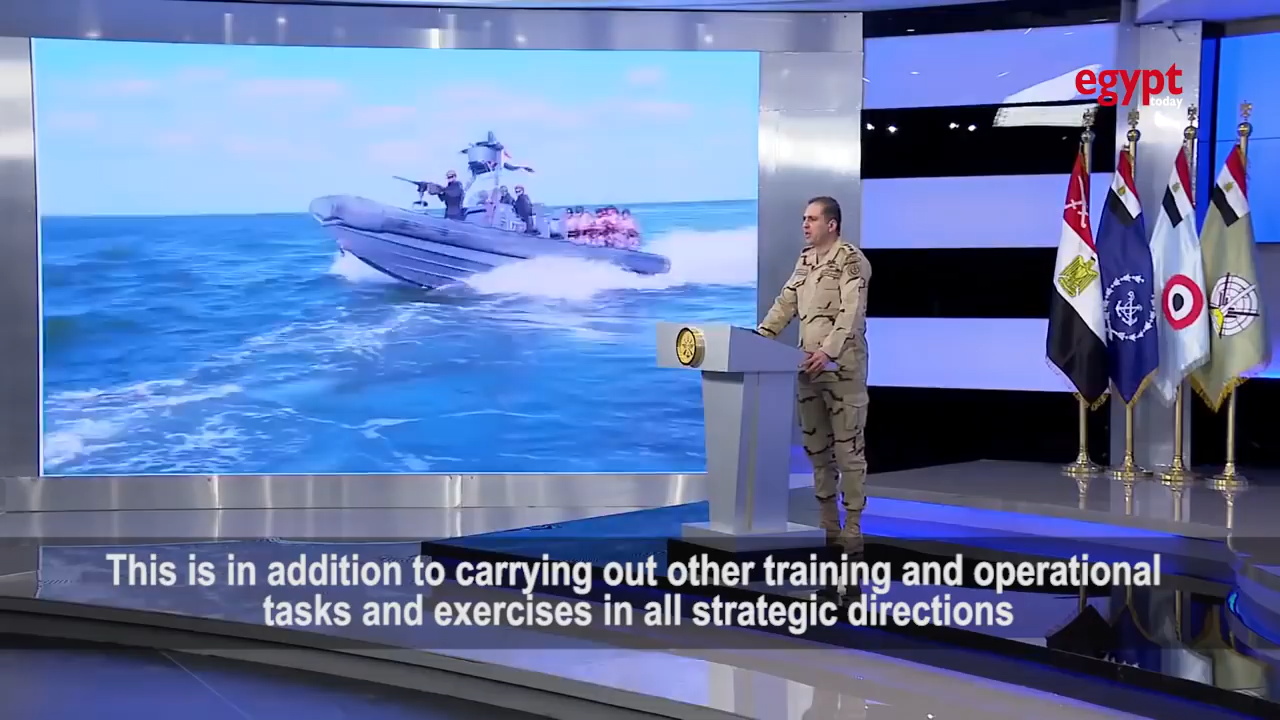 egypt
today
This is in addition to carrying out other training and operational
tasks and exercises in all strategic directions